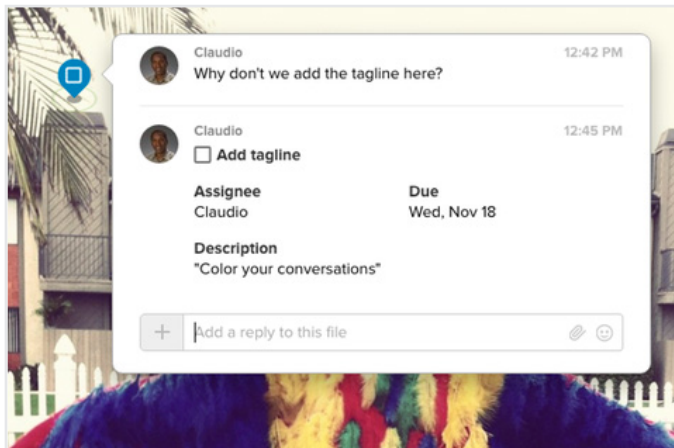 Claudio 12:42 PM
Why don't we add the tagline here?
Claudio 12:45 PM
Add tagline
Assignee Due
Claudio Wed, Nov 18
Description
"Color your conversations"
Add a reply to this file